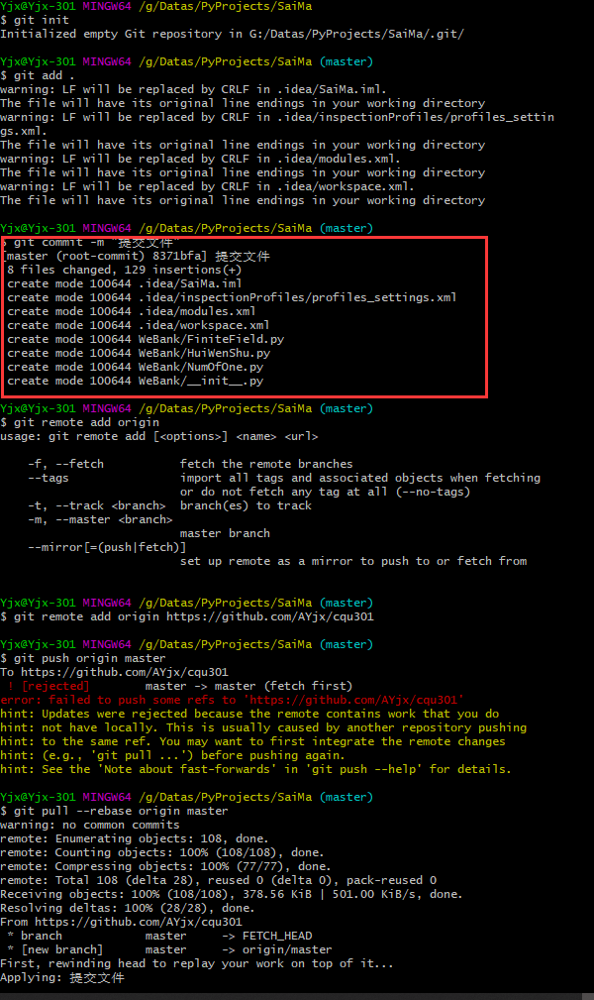 Yjx@Yjx-301 MINGW64 /g/Datas/PyProjects/SaiMa
$ git init
Initialized empty Git repository in G:/Datas/PyProjects/SaiMa/.git/
Yjx@Yjx-301 MINGW64 /g/Datas/PyProjects/SaiMa (master)
$ git add .
warning: LF will be replaced by CRLF in .idea/SaiMa.iml.
The file will have its original line endings in your working directory
warning: LF will be replaced by CRLF in .idea/inspectionProfiles/profiles_settin
gs.xml.
The file will have its original line endings in your working directory
warning: LF will be replaced by CRLF in .idea/modules.xml.
The file will have its original line endings in your working directory
warning: LF will be replaced by CRLF in .idea/workspace.xml.
The file will have its original line endings in your working directory
Yjx@Yjx-301 MINGW64 /g/Datas/PyProjects/SaiMa (master)
$ git commit -m "提交文件"
[master (root-commit) 8371bfa] 提交文件
8 files changed, 129 insertions(+)
create mode 100644 .idea/SaiMa.iml
create mode 100644 .idea/inspectionProfiles/profiles_settings.xml
create mode 100644 .idea/modules.xml
create mode 100644 .idea/workspace.xml
create mode 100644 WeBank/FiniteField.py
create mode 100644 WeBank/HuiWenShu.py
create mode 100644 WeBank/NumOfOne.py
create mode 100644 WeBank/__init__.py
Yjx@Yjx-301 MINGW64 /g/Datas/PyProjects/SaiMa (master)
$ git remote add origin
usage: git remote add [<options>] <name> <url>
-f, --fetch fetch the remote branches
--tags import all tags and associated objects when fetching
or do not fetch any tag at all (--no-tags)
-t, --track <branch> branch(es) to track
-m, --master <branch>
master branch
--mirror[=(push|fetch)]
set up remote as a mirror to push to or fetch from
Yjx@Yjx-301 MINGW64 /g/Datas/PyProjects/SaiMa (master)
$ git remote add origin https://github.com/AYjx/cqu301
Yjx@Yjx-301 MINGW64 /g/Datas/PyProjects/SaiMa (master)
$ git push origin master
To https://github.com/AYjx/cqu301
! [rejected] master -> master (fetch first)
error: failed to push some refs to 'https://github.com/AYjx/cqu301'
hint: Updates were rejected because the remote contains work that you do
hint: not have locally. This is usually caused by another repository pushing
hint: to the same ref. You may want to first integrate the remote changes
hint: (e.g., 'git pull ...') before pushing again.
hint: See the 'Note about fast-forwards' in 'git push --help' for details.
Yjx@Yjx-301 MINGW64 /g/Datas/PyProjects/SaiMa (master)
$ git pull --rebase origin master
warning: no common commits
remote: Enumerating objects: 108, done.
remote: Counting objects: 100% (108/108), done.
remote: Compressing objects: 100% (77/77), done.
remote: Total 108 (delta 28), reused 0 (delta 0), pack-reused 0
Receiving objects: 100% (108/108), 378.56 KiB | 501.00 KiB/s, done.
Resolving deltas: 100% (28/28), done.
From https://github.com/AYjx/cqu301
* branch master -> FETCH_HEAD
* [new branch] master -> origin/master
First, rewinding head to replay your work on top of it...
Applying: 提交文件